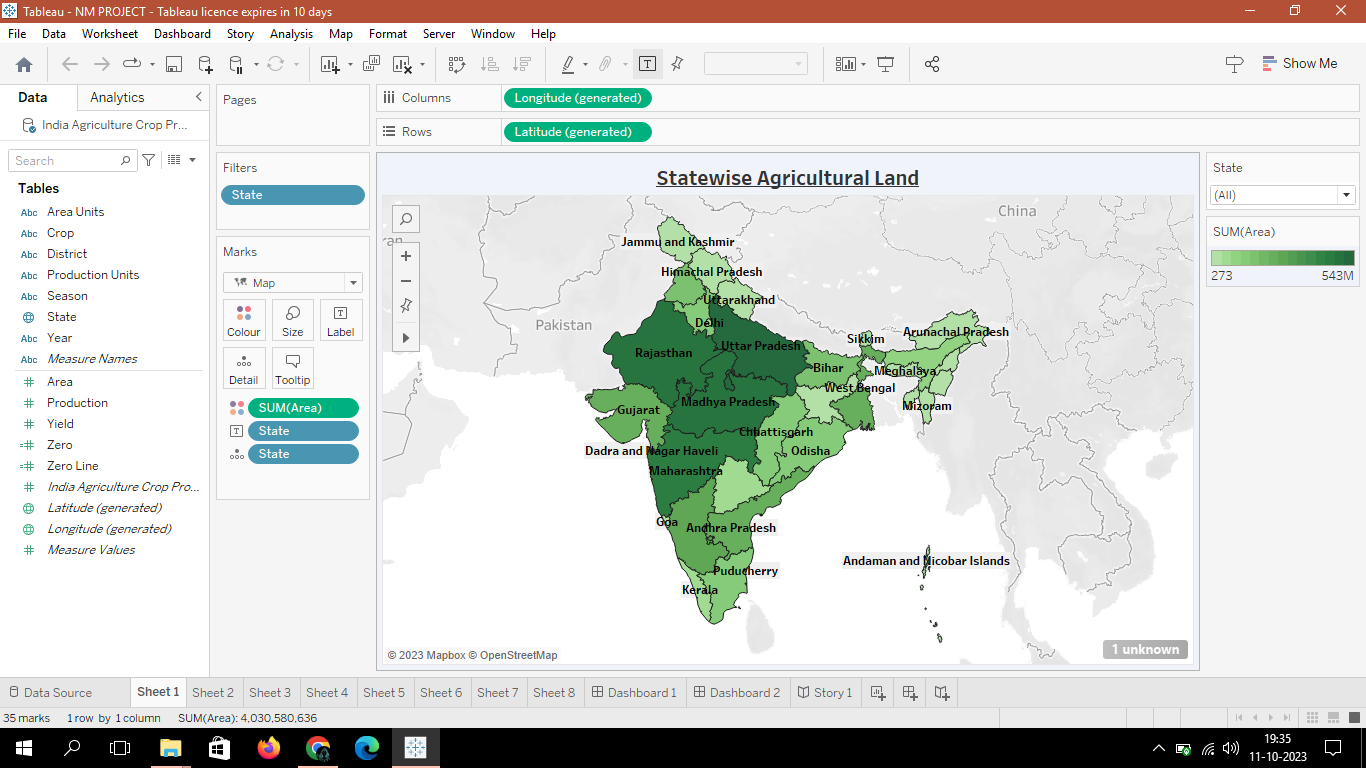 Tableau - NM PROJECT - Tableau licence expires in 10 days
File Data Worksheet Dashboard Story Analysis Map Format Server Window Help
Show Me
Data Analytics
India Agriculture Crop Pr...
Search
Tables
Abc Area Units
Abc Crop
Abc District
Abc Production Units
Abc Season
State
Abc Year
Abc Measure Names
Area
Production
Yield
Zero
Zero Line
India Agriculture Crop Pro...
Latitude (generated)
Longitude (generated)
Measure Values
Pages
Filters
State
Marks
Map
Colour Size Label
Detail Tooltip
SUM(Area)
State
State
Columns Longitude (generated)
Rows Latitude (generated)
Statewise Agricultural Land
China
Jammu and Kashmir
Himachal Pradesh
Uttarakhand
Pakistan
Delhi
Arunachal Pradesh
Sikkim
Uttar Pradesh
Rajasthan
Bihar
Meghalaya
West Bengal
Madhya Pradesh
Mizoram
Gujarat
Chhattisgarh
Dadra and Nagar Haveli
Odisha
Maharashtra
Goa
Andhra Pradesh
Andaman and Nicobar Islands
Puducherry
Kerala
© 2023 Mapbox © OpenStreetMap
1 unknown
State
(All)
SUM(Area)
273 543M
Data Source Sheet 1 Sheet 2 Sheet 3 Sheet 4 Sheet 5 Sheet 6 Sheet 7 Sheet 8 Dashboard 1 Dashboard 2 Story 1
35 marks 1 row by 1 column SUM(Area): 4,030,580,636
19:35
11-10-2023